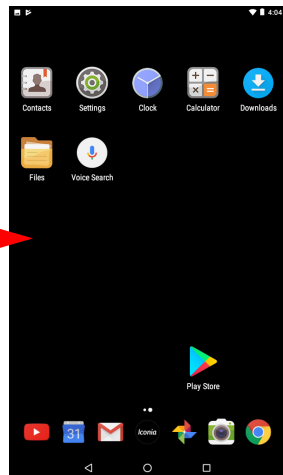 4:04
Contacts Settings Clock Calculator Downloads
Files Voice Search
Play Store
31 Iconia